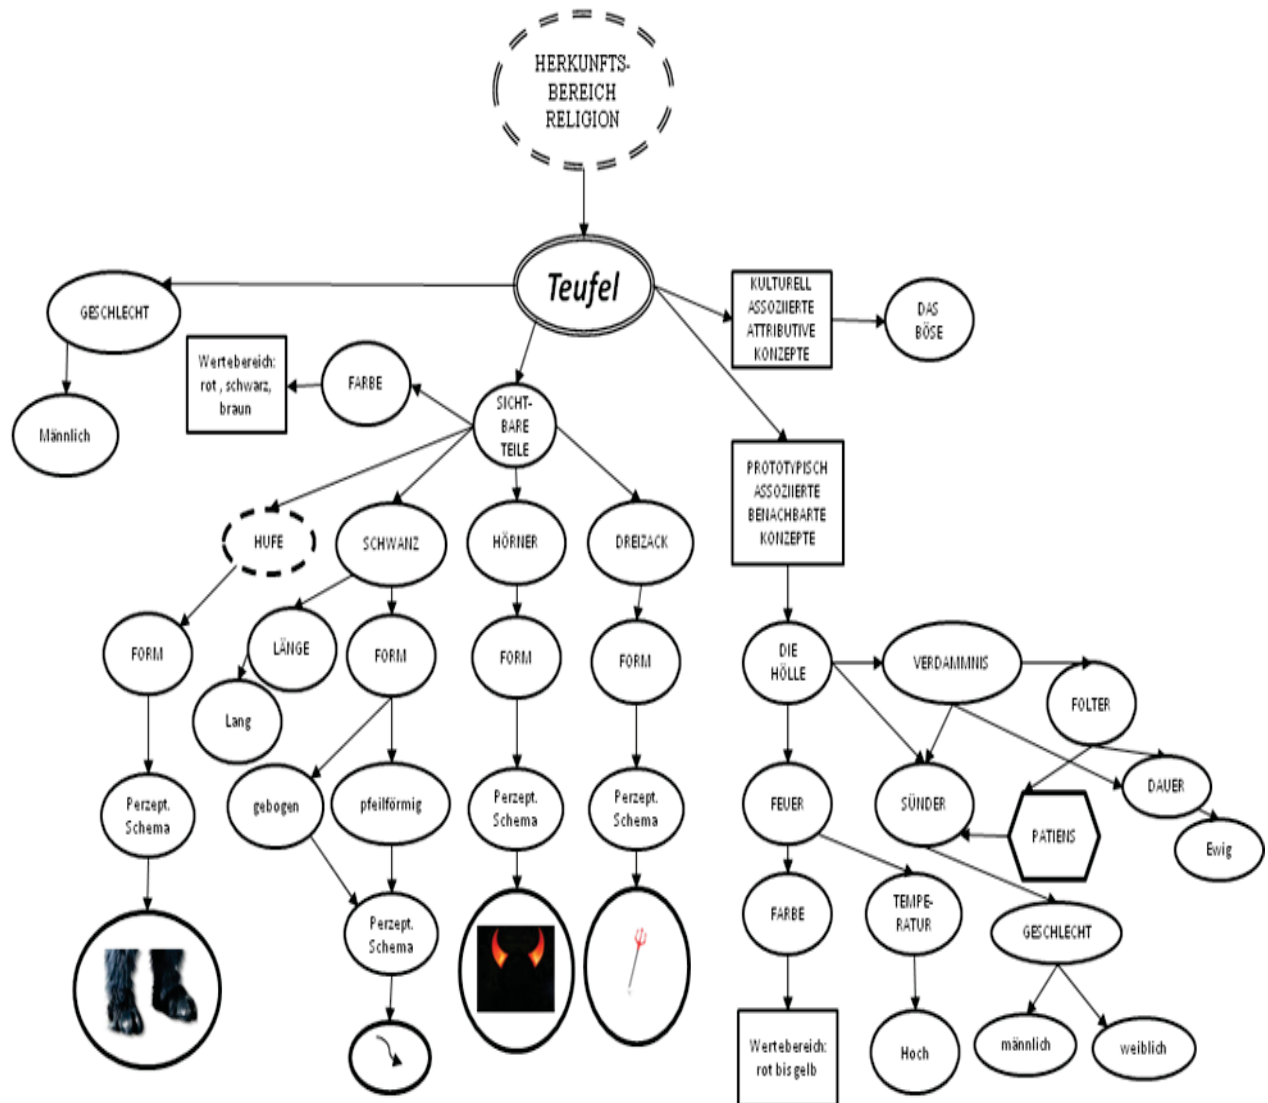 HERKUNFTS-
BEREICH
RELIGION
Teufel
GESCHLECHT
Männlich
Wertebereich:
rot , schwarz,
braun
FARBE
SICHT-
BARE
TEILE
KULTURELL
ASSOZIIERTE
ATTRIBUTIVE
KONZEPTE
DAS
BÖSE
PROTOTYPISCH
ASSOZIIERTE
BENACHBARTE
KONZEPTE
HUFE
SCHWANZ
HÖRNER
DREIZACK
FORM
LÄNGE
Lang
FORM
FORM
FORM
DIE
HÖLLE
VERDAMMNIS
FOLTER
Perzept.
Schema
gebogen
pfeilförmig
Perzept.
Schema
Perzept.
Schema
FEUER
SÜNDER
PATIENS
DAUER
Ewig
Perzept.
Schema
FARBE
TEMPE-
RATUR
GESCHLECHT
Wertebereich:
rot bis gelb
Hoch
männlich
weiblich